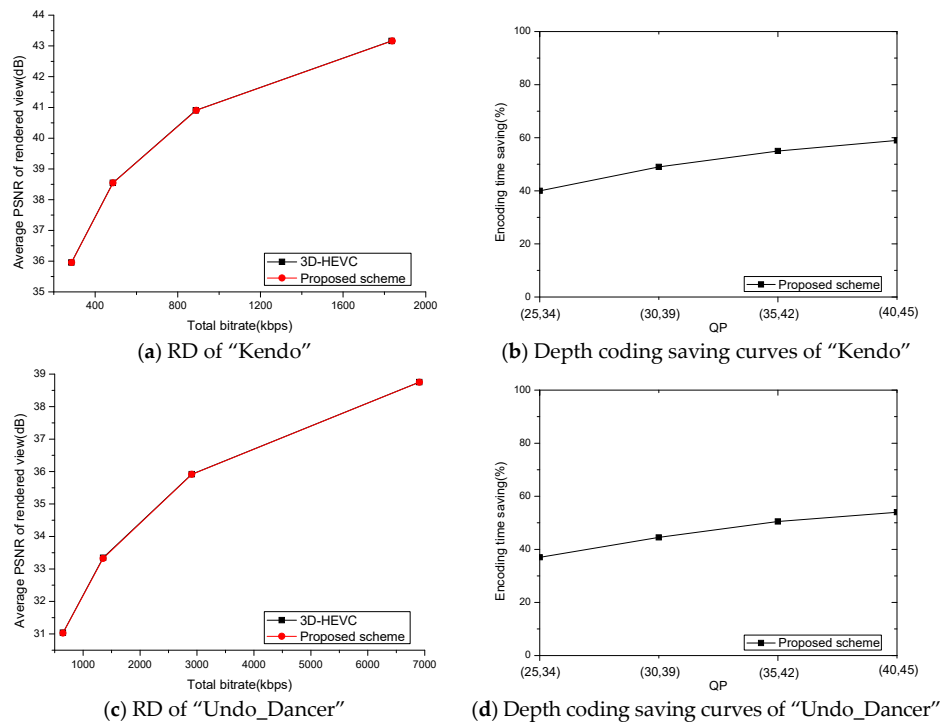 44
43
42
41
40
39
38
37
36
35
Average PSNR of rendered view(dB)
3D-HEVC
Proposed scheme
400 800 1200 1600 2000
Total bitrate(kbps)
(a) RD of “Kendo”
100
80
60
40
20
0
Encoding time saving(%)
Proposed scheme
(25,34) (30,39) (35,42) (40,45)
QP
(b) Depth coding saving curves of “Kendo”
39
38
37
36
35
34
33
32
31
Average PSNR of rendered view(dB)
3D-HEVC
Proposed scheme
1000 2000 3000 4000 5000 6000 7000
Total bitrate(kbps)
(c) RD of “Undo_Dancer”
100
80
60
40
20
0
Encoding time saving(%)
Proposed scheme
(25,34) (30,39) (35,42) (40,45)
QP
(d) Depth coding saving curves of “Undo_Dancer”